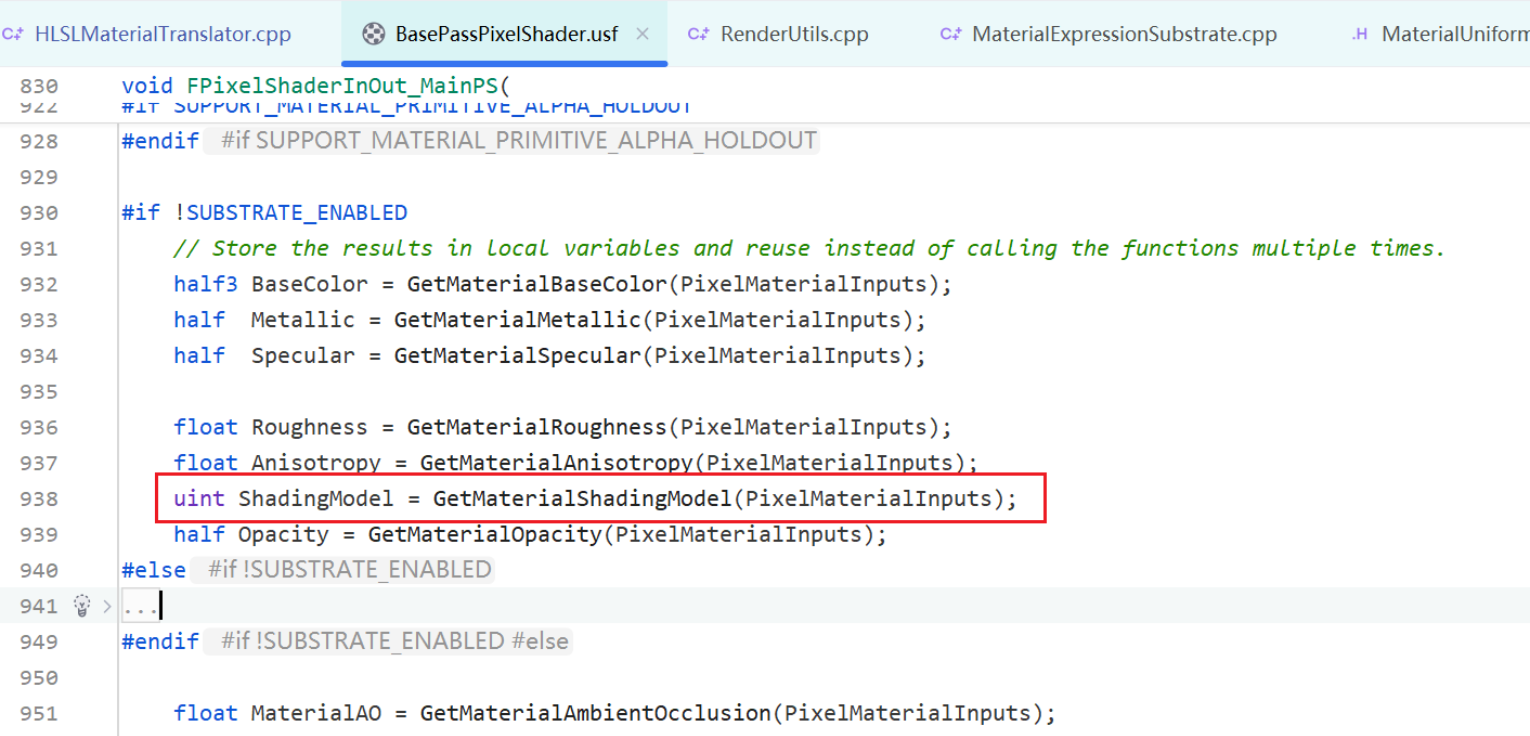 C++ HLSLMaterialTranslator.cpp BasePassPixelShader.usf × C++ RenderUtils.cpp C++ MaterialExpressionSubstrate.cpp .H MaterialUniform
830 void FPixelShaderInOut_MainPS(
922 #if SUPPORT_MATERIAL_PRIMITIVE_ALPHA_HOLDOUT
928 #endif #if SUPPORT_MATERIAL_PRIMITIVE_ALPHA_HOLDOUT
929
930 #if !SUBSTRATE_ENABLED
931 // Store the results in local variables and reuse instead of calling the functions multiple times.
932 half3 BaseColor = GetMaterialBaseColor(PixelMaterialInputs);
933 half  Metallic = GetMaterialMetallic(PixelMaterialInputs);
934 half  Specular = GetMaterialSpecular(PixelMaterialInputs);
935
936 float Roughness = GetMaterialRoughness(PixelMaterialInputs);
937 float Anisotropy = GetMaterialAnisotropy(PixelMaterialInputs);
938 uint ShadingModel = GetMaterialShadingModel(PixelMaterialInputs);
939 half Opacity = GetMaterialOpacity(PixelMaterialInputs);
940 #else #if !SUBSTRATE_ENABLED
941 ...
949 #endif #if !SUBSTRATE_ENABLED #else
950
951 float MaterialAO = GetMaterialAmbientOcclusion(PixelMaterialInputs);